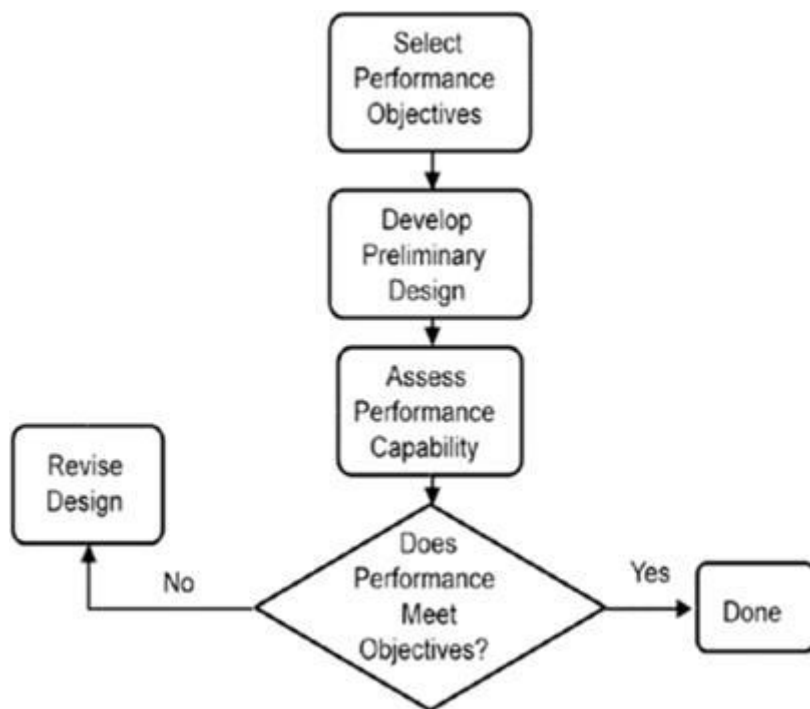 Select
Performance
Objectives
Develop
Preliminary
Design
Assess
Performance
Capability
Revise
Design
Does
Performance
Meet
Objectives?
No
Yes
Done